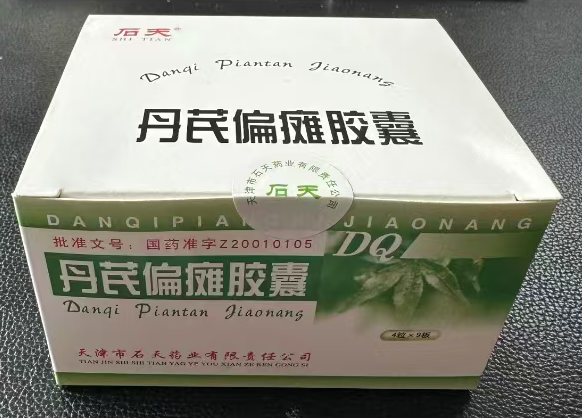 石天®
SHI TIAN
Danqi Piantan Jiaonang
丹芪偏瘫胶囊
天津市石天药业有限责任公司
石天
DANQIPIAN JIAONANG
批准文号：国药准字Z20010105
DQ
丹芪偏瘫胶囊
Danqi Piantan Jiaonang
4粒×9板
天津市石天药业有限责任公司
TIAN JIN SHI SHI TIAN YAO YE YOU XIAN ZE REN GONG SI